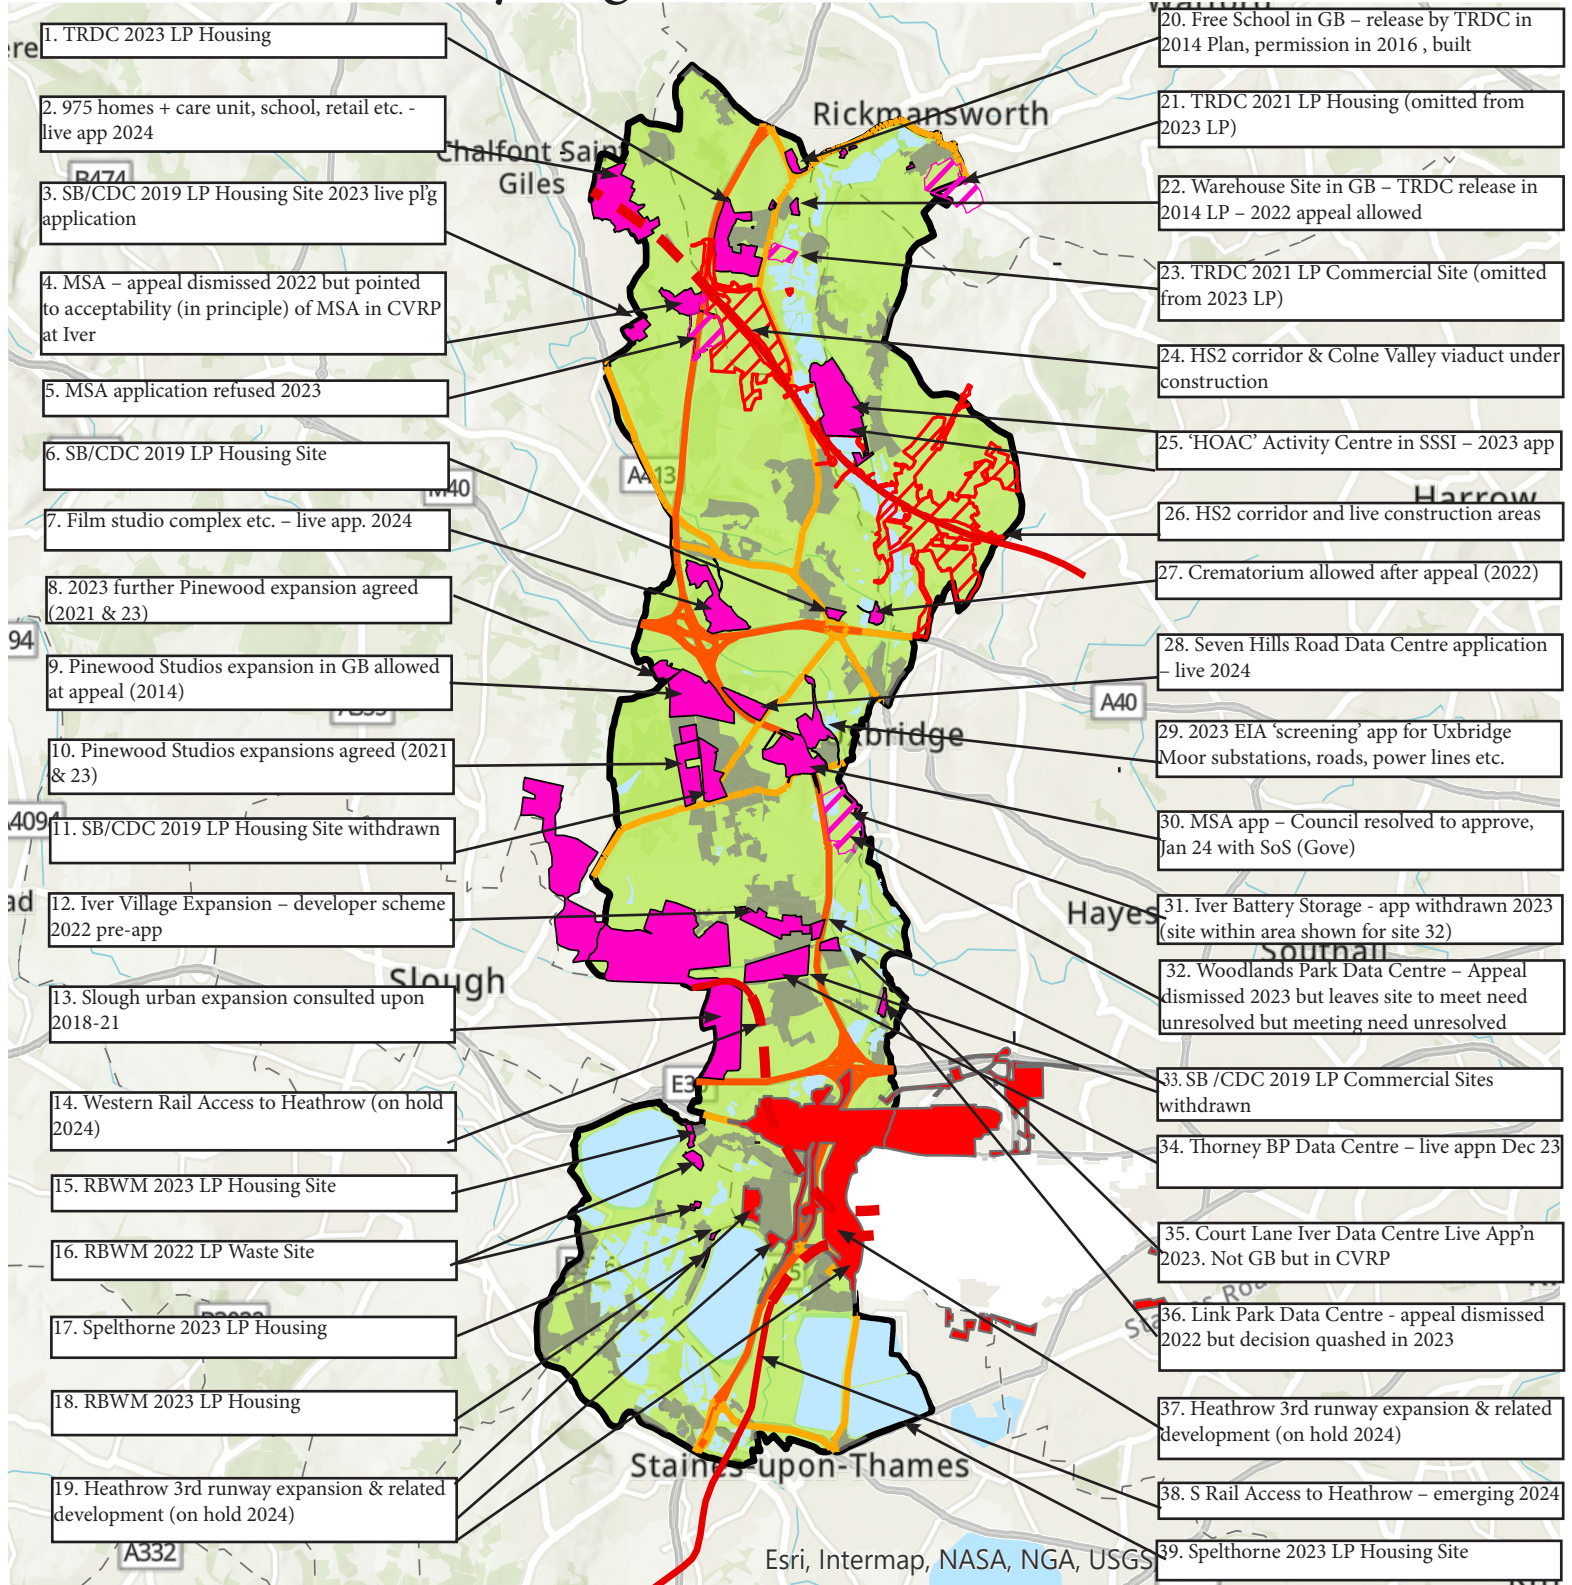 1. TRDC 2023 LP Housing
2. 975 homes + care unit, school, retail etc. -
live app 2024
3. SB/CDC 2019 LP Housing Site 2023 live pl'g
application
4. MSA – appeal dismissed 2022 but pointed
to acceptability (in principle) of MSA in CVRP
at Iver
5. MSA application refused 2023
6. SB/CDC 2019 LP Housing Site
7. Film studio complex etc. – live app. 2024
8. 2023 further Pinewood expansion agreed
(2021 & 23)
9. Pinewood Studios expansion in GB allowed
at appeal (2014)
10. Pinewood Studios expansions agreed (2021
& 23)
11. SB/CDC 2019 LP Housing Site withdrawn
12. Iver Village Expansion – developer scheme
2022 pre-app
13. Slough urban expansion consulted upon
2018-21
14. Western Rail Access to Heathrow (on hold
2024)
15. RBWM 2023 LP Housing Site
16. RBWM 2022 LP Waste Site
17. Spelthorne 2023 LP Housing
18. RBWM 2023 LP Housing
19. Heathrow 3rd runway expansion & related
development (on hold 2024)
Rickmansworth
Chalfont Saint
Giles
B474
A413
M40
Harrow
94
A40
Uxbridge
4094
ad
Hayes
Southall
Slough
Staines-upon-Thames
A332
Esri, Intermap, NASA, NGA, USGS
20. Free School in GB – release by TRDC in
2014 Plan, permission in 2016 , built
21. TRDC 2021 LP Housing (omitted from
2023 LP)
22. Warehouse Site in GB – TRDC release in
2014 LP – 2022 appeal allowed
23. TRDC 2021 LP Commercial Site (omitted
from 2023 LP)
24. HS2 corridor & Colne Valley viaduct under
construction
25. 'HOAC' Activity Centre in SSSI – 2023 app
26. HS2 corridor and live construction areas
27. Crematorium allowed after appeal (2022)
28. Seven Hills Road Data Centre application
– live 2024
29. 2023 EIA 'screening' app for Uxbridge
Moor substations, roads, power lines etc.
30. MSA app – Council resolved to approve,
Jan 24 with SoS (Gove)
31. Iver Battery Storage - app withdrawn 2023
(site within area shown for site 32)
32. Woodlands Park Data Centre – Appeal
dismissed 2023 but leaves site to meet need
unresolved but meeting need unresolved
33. SB /CDC 2019 LP Commercial Sites
withdrawn
34. Thorney BP Data Centre – live appn Dec 23
35. Court Lane Iver Data Centre Live App'n
2023. Not GB but in CVRP
36. Link Park Data Centre - appeal dismissed
2022 but decision quashed in 2023
37. Heathrow 3rd runway expansion & related
development (on hold 2024)
38. S Rail Access to Heathrow – emerging 2024
39. Spelthorne 2023 LP Housing Site